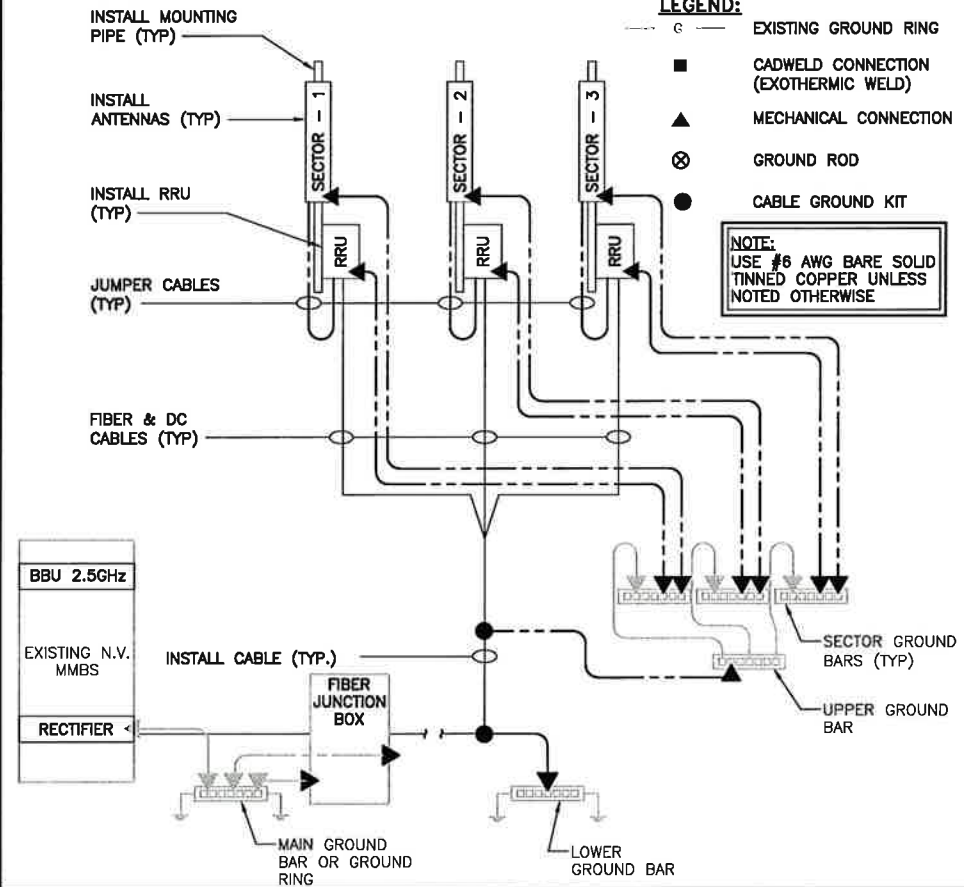 INSTALL MOUNTING
PIPE (TYP)
INSTALL
ANTENNAS (TYP)
INSTALL RRU
(TYP)
JUMPER CABLES
(TYP)
FIBER & DC
CABLES (TYP)
SECTOR - 1
SECTOR - 2
SECTOR - 3
RRU
RRU
RRU
LEGEND:
G
EXISTING GROUND RING
CADWELD CONNECTION
(EXOTHERMIC WELD)
MECHANICAL CONNECTION
GROUND ROD
CABLE GROUND KIT
NOTE:
USE #6 AWG BARE SOLID
TINNED COPPER UNLESS
NOTED OTHERWISE
BBU 2.5GHz
EXISTING N.V.
MMBS
RECTIFIER
INSTALL CABLE (TYP.)
FIBER
JUNCTION
BOX
SECTOR GROUND
BARS (TYP)
UPPER GROUND
BAR
MAIN GROUND
BAR OR GROUND
RING
LOWER
GROUND BAR